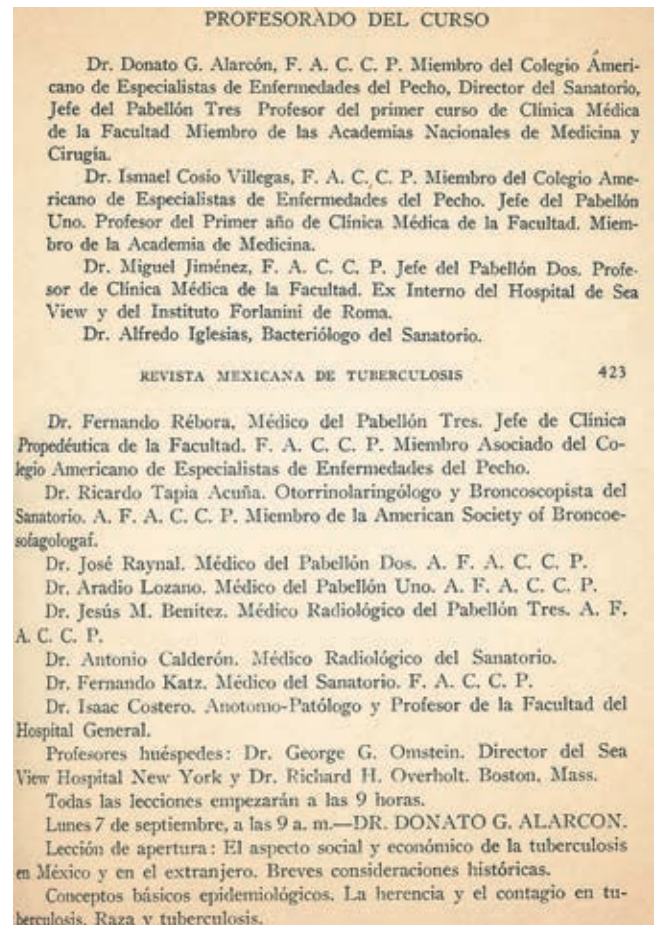 PROFESORADO DEL CURSO
Dr. Donato G. Alarcón, F. A. C. C. P. Miembro del Colegio Ameri-
cano de Especialistas de Enfermedades del Pecho, Director del Sanatorio,
Jefe del Pabellón Tres Profesor del primer curso de Clínica Médica
de la Facultad Miembro de las Academias Nacionales de Medicina y
Cirugía.
Dr. Ismael Cosío Villegas, F. A. C. C. P. Miembro del Colegio Ame-
ricano de Especialistas de Enfermedades del Pecho. Jefe del Pabellón
Uno. Profesor del Primer año de Clínica Médica de la Facultad. Miem-
bro de la Academia de Medicina.
Dr. Miguel Jiménez, F. A. C. C. P. Jefe del Pabellón Dos. Profe-
sor de Clínica Médica de la Facultad. Ex Interno del Hospital de Sea
View y del Instituto Forlanini de Roma.
Dr. Alfredo Iglesias, Bacteriólogo del Sanatorio.
REVISTA MEXICANA DE TUBERCULOSIS 423
Dr. Fernando Rébora, Médico del Pabellón Tres. Jefe de Clínica
Propedéutica de la Facultad. F. A. C. C. P. Miembro Asociado del Co-
legio Americano de Especialistas de Enfermedades del Pecho.
Dr. Ricardo Tapia Acuña. Otorrinolaringólogo y Broncoscopista del
Sanatorio. A. F. A. C. C. P. Miembro de la American Society of Broncoe-
sofagologaf.
Dr. José Raynal. Médico del Pabellón Dos. A. F. A. C. C. P.
Dr. Aradio Lozano. Médico del Pabellón Uno. A. F. A. C. C. P.
Dr. Jesús M. Benítez. Médico Radiológico del Pabellón Tres. A. F.
A. C. C. P.
Dr. Antonio Calderón. Médico Radiológico del Sanatorio.
Dr. Fernando Katz. Médico del Sanatorio. F. A. C. C. P.
Dr. Isaac Costero. Anotomo-Patólogo y Profesor de la Facultad del
Hospital General.
Profesores huéspedes: Dr. George G. Omstein. Director del Sea
View Hospital New York y Dr. Richard H. Overholt. Boston, Mass.
Todas las lecciones empezarán a las 9 horas.
Lunes 7 de septiembre, a las 9 a. m.—DR. DONATO G. ALARCON.
Lección de apertura: El aspecto social y económico de la tuberculosis
en México y en el extranjero. Breves consideraciones históricas.
Conceptos básicos epidemiológicos. La herencia y el contagio en tu-
berculosis. Raza y tuberculosis.